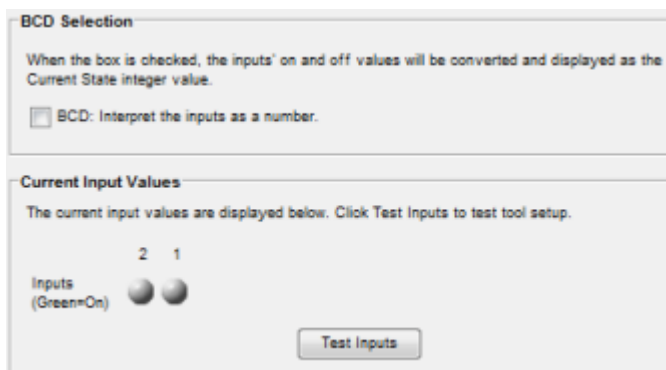 BCD Selection
When the box is checked, the inputs' on and off values will be converted and displayed as the
Current State integer value.
BCD: Interpret the inputs as a number.
Current Input Values
The current input values are displayed below. Click Test Inputs to test tool setup.
2 1
Inputs
(Green=On)
Test Inputs